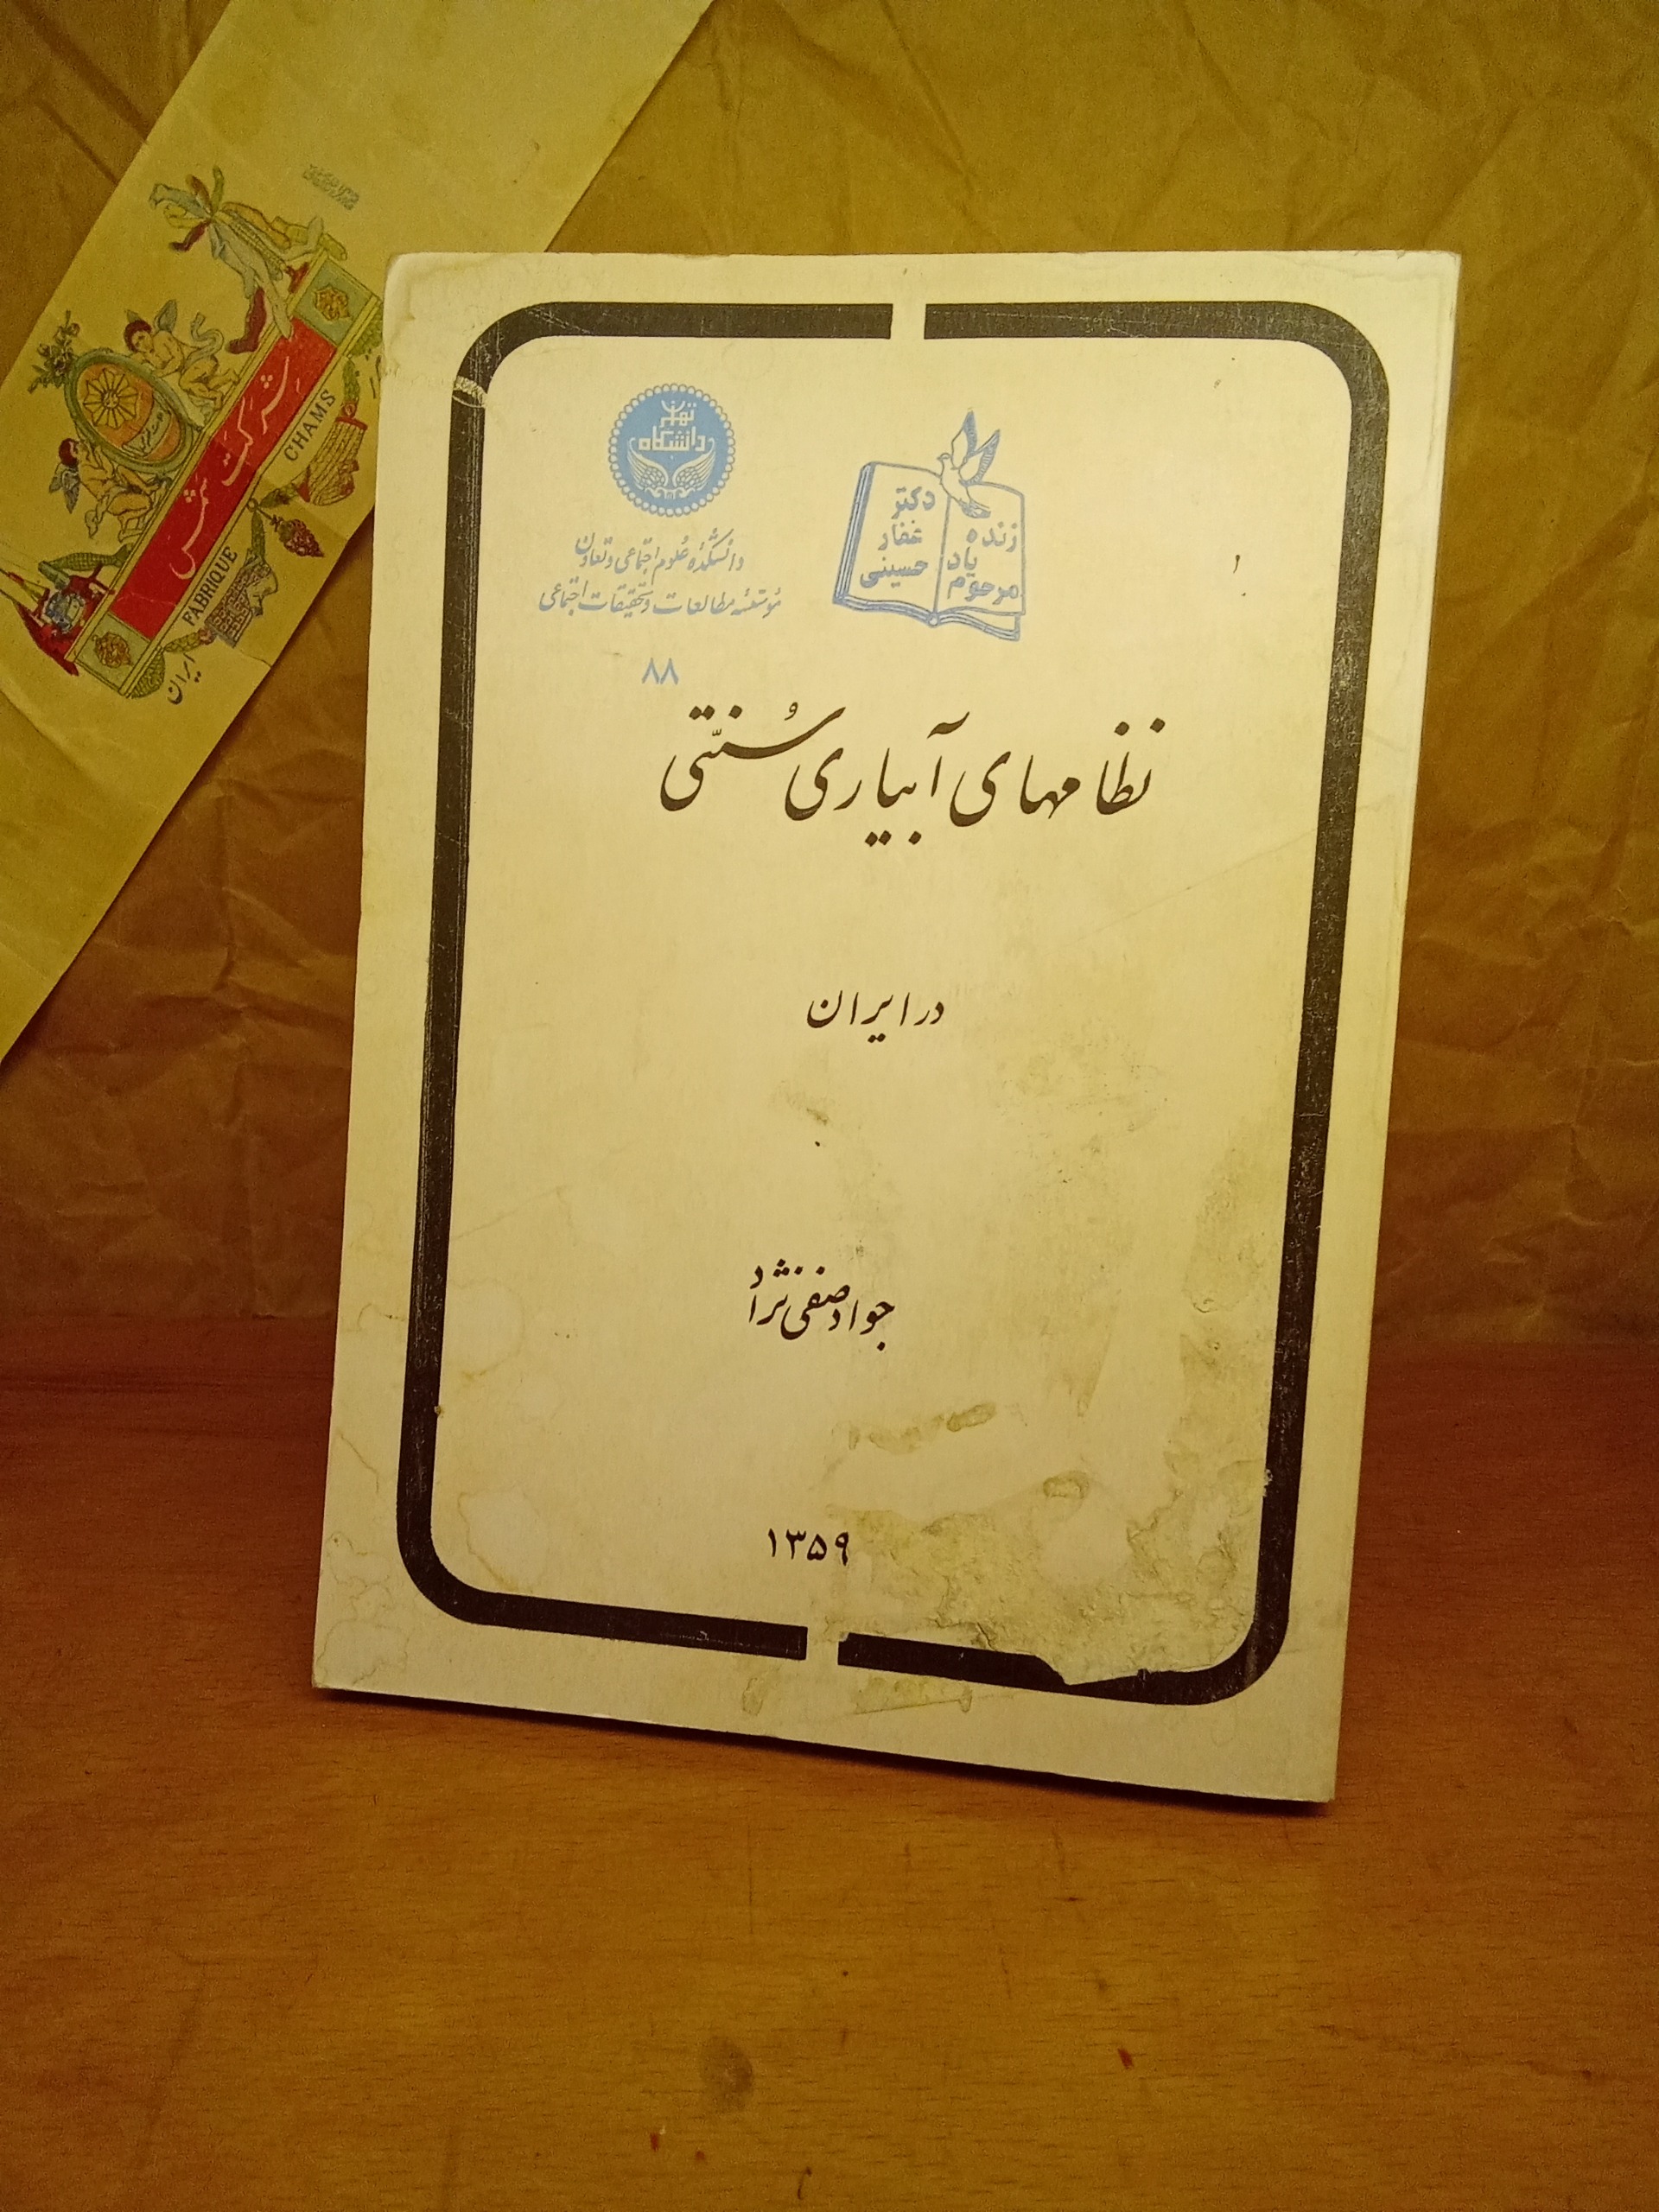 دانشگاه
تهران
دانشکدهٔ علوم اجتماعی و تعاون
مؤسسهٔ مطالعات و تحقیقات اجتماعی
۸۸
زنده
یاد
مرحوم
دکتر
غفار
حسینی
نظامهای آبیاری سُنتّی
در ایران
جواد صفی نژاد
۱۳۵۹
شرکت شمس
FABRIQUE CHAMS
ایران